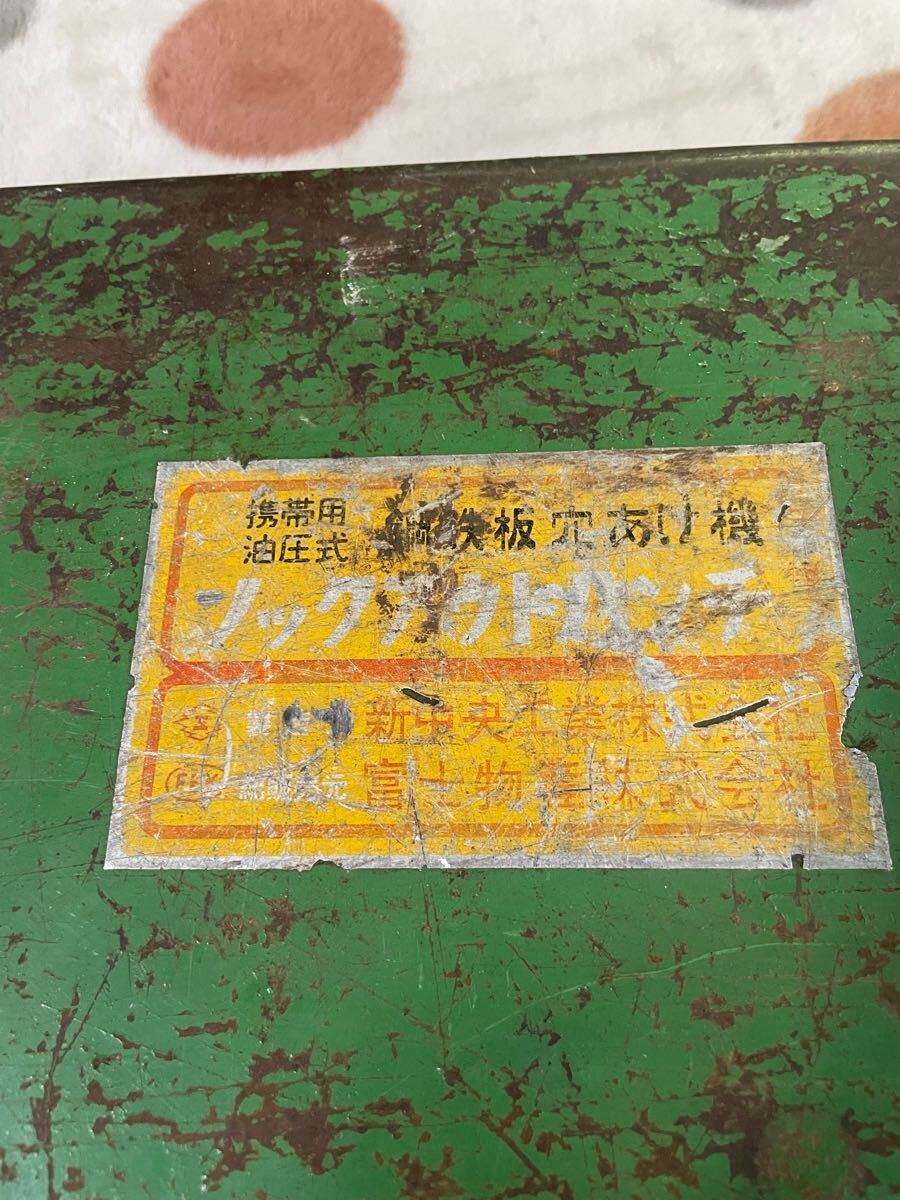 携帯用
油圧式
鋼鉄板穴あけ機
ノックアウトパンチ
新中央工業株式会社
富士物産株式会社